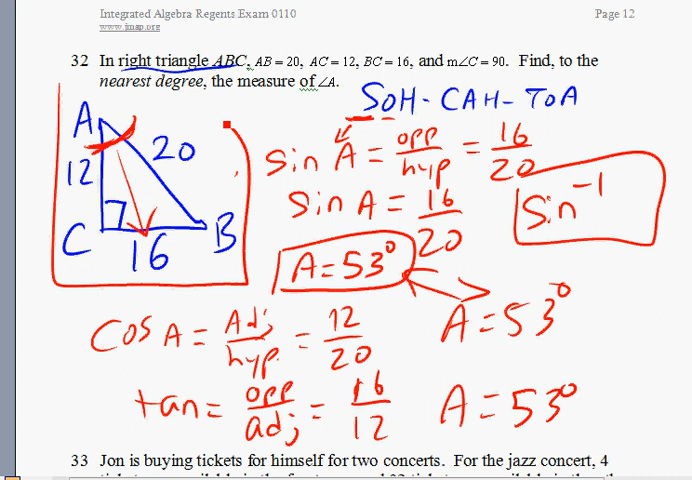 Integrated Algebra Regents Exam 0110 Page 12
www.jmap.org
32 In right triangle ABC, AB = 20, AC = 12, BC = 16, and m∠C = 90. Find, to the
nearest degree, the measure of ∠A.
SOH - CAH - TOA
A
20
12
C
16
B
sin A = opp/hyp = 16/20
sin A = 16/20
Sin⁻¹
A = 53°
A = 53°
COS A = Adj/hyp. = 12/20
tan = opp/adj = 16/12
A = 53°
33 Jon is buying tickets for himself for two concerts. For the jazz concert, 4